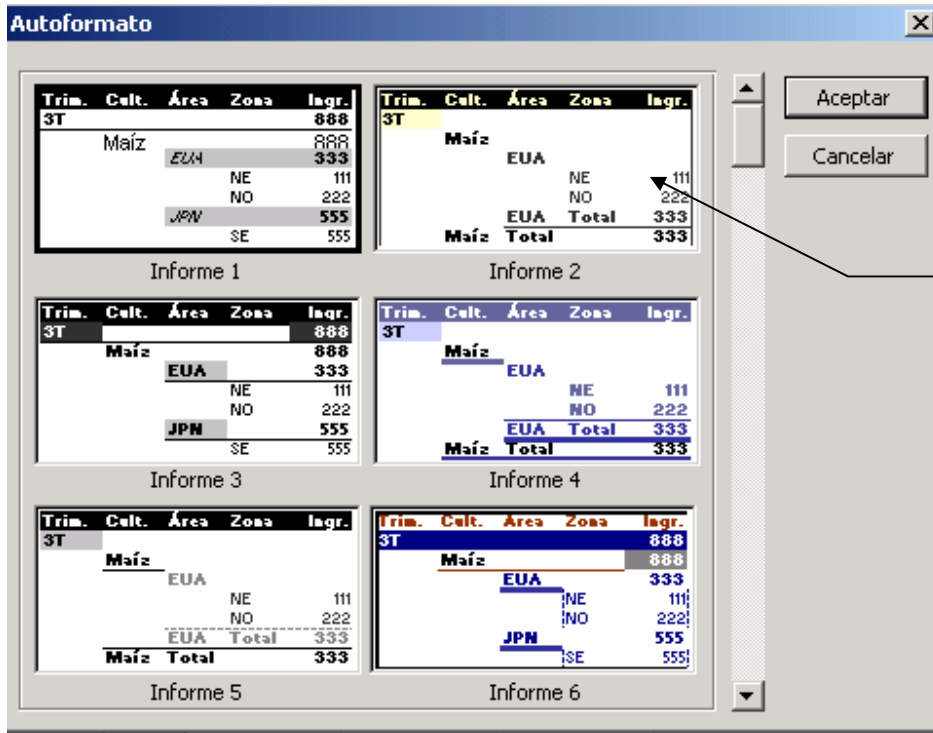 Autoformato
Aceptar
Cancelar
Trim. Cult. Área Zona Ingr.
3T 888
Maíz 888
EUA 333
NE 111
NO 222
JPN 555
SE 555
Informe 1
Trim. Cult. Área Zona Ingr.
3T
Maíz
EUA
NE 111
NO 222
EUA Total 333
Maíz Total 333
Informe 2
Trim. Cult. Área Zona Ingr.
3T 888
Maíz 888
EUA 333
NE 111
NO 222
JPN 555
SE 555
Informe 3
Trim. Cult. Área Zona Ingr.
3T
Maíz
EUA
NE 111
NO 222
EUA Total 333
Maíz Total 333
Informe 4
Trim. Cult. Área Zona Ingr.
3T
Maíz
EUA
NE 111
NO 222
EUA Total 333
Maíz Total 333
Informe 5
Trim. Cult. Área Zona Ingr.
3T 888
Maíz 888
EUA 333
NE 111
NO 222
JPN 555
SE 555
Informe 6